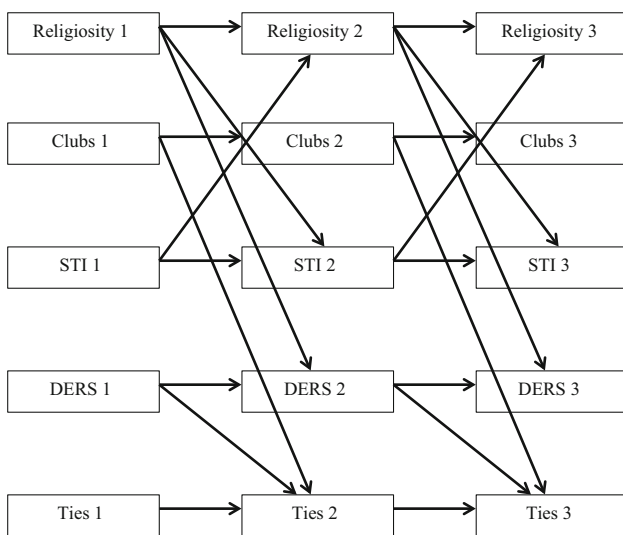 Religiosity 1
Religiosity 2
Religiosity 3
Clubs 1
Clubs 2
Clubs 3
STI 1
STI 2
STI 3
DERS 1
DERS 2
DERS 3
Ties 1
Ties 2
Ties 3